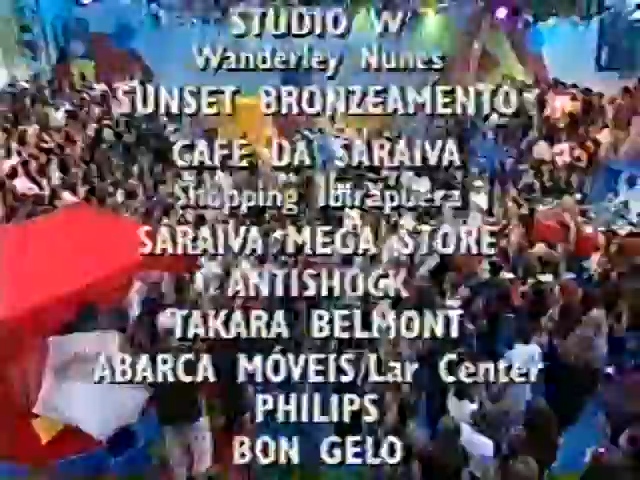 STUDIO W
Wanderley Nunes
SUNSET BRONZEAMENTO
CAFE DA SARAIVA
Shopping Ibirapuera
SARAIVA MEGA STORE
ANTISHOCK
TAKARA BELMONT
ABARCA MÓVEIS/Lar Center
PHILIPS
BON GELO